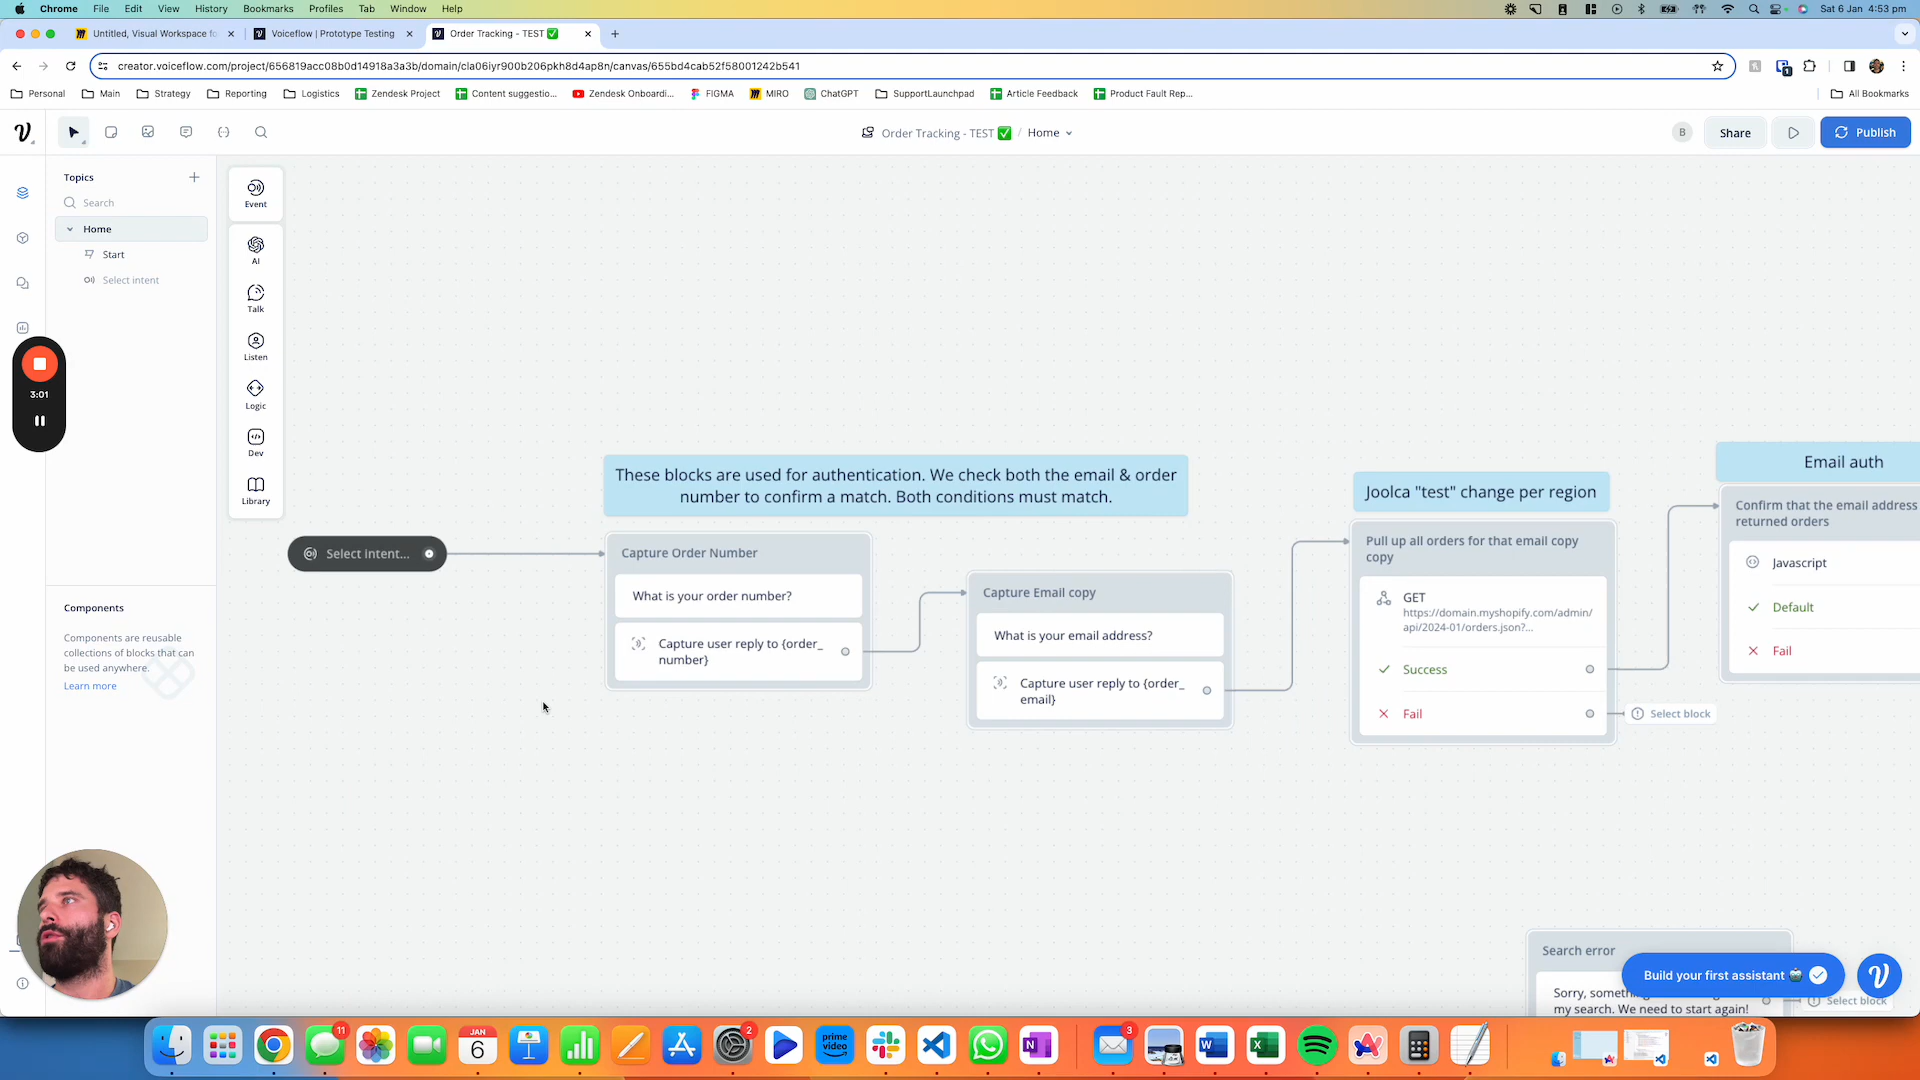 Chrome File Edit View History Bookmarks Profiles Tab Window Help
Sat 6 Jan 4:53 pm
Untitled, Visual Workspace fo
Voiceflow | Prototype Testing
Order Tracking - TEST ✅
creator.voiceflow.com/project/656819acc08b0d14918a3a3b/domain/cla06iyr900b206pkh8d4ap8n/canvas/655bd4cab52f58001242b541
Personal Main Strategy Reporting Logistics Zendesk Project Content suggestio... Zendesk Onboardi... FIGMA MIRO ChatGPT SupportLaunchpad Article Feedback Product Fault Rep...
All Bookmarks
Order Tracking - TEST ✅ / Home
B
Share
Publish
Topics
Search
Home
Start
Select intent
Event
AI
Talk
Listen
Logic
Dev
Library
3:01
Components
Components are reusable
collections of blocks that can
be used anywhere.
Learn more
These blocks are used for authentication. We check both the email & order
number to confirm a match. Both conditions must match.
Select intent...
Capture Order Number
What is your order number?
Capture user reply to {order_
number}
Capture Email copy
What is your email address?
Capture user reply to {order_
email}
Joolca "test" change per region
Pull up all orders for that email copy
copy
GET
https://domain.myshopify.com/admin/
api/2024-01/orders.json?...
Success
Fail
Select block
Email auth
Confirm that the email address
returned orders
Javascript
Default
Fail
Search error
Sorry, someth
my search. We need to start again!
Select block
Build your first assistant
11
JAN
6
2
prime
video
3